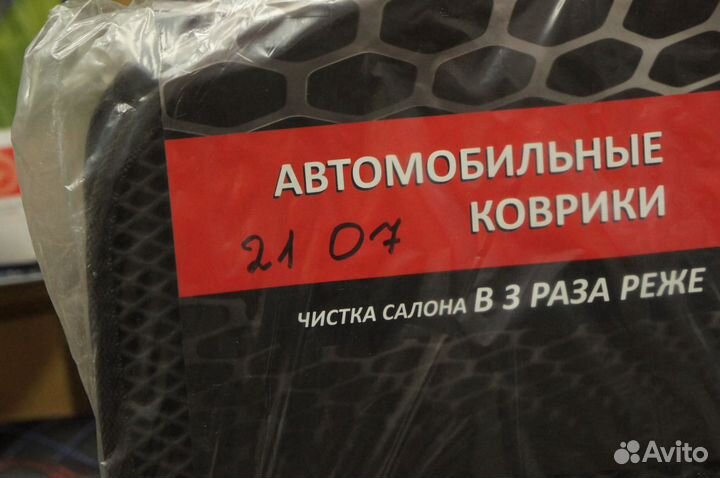 АВТОМОБИЛЬНЫЕ
КОВРИКИ
21 07
ЧИСТКА САЛОНА В 3 РАЗА РЕЖЕ
Avito